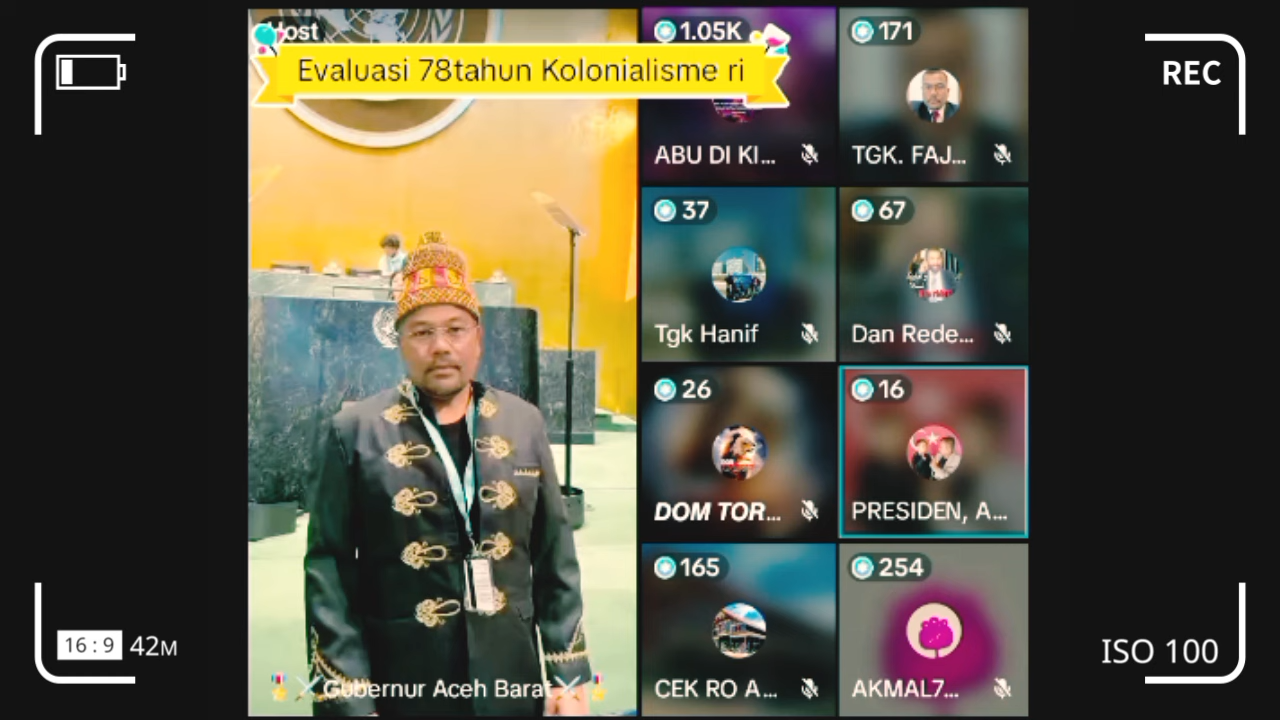 Host
Evaluasi 78tahun Kolonialisme ri
Gubernur Aceh Barat
1.05K
ABU DI KI...
171
TGK. FAJ...
37
Tgk Hanif
67
Dan Rede...
26
DOM TOR...
16
PRESIDEN, A...
165
CEK RO A...
254
AKMAL7...
REC
16:9 42M
ISO 100